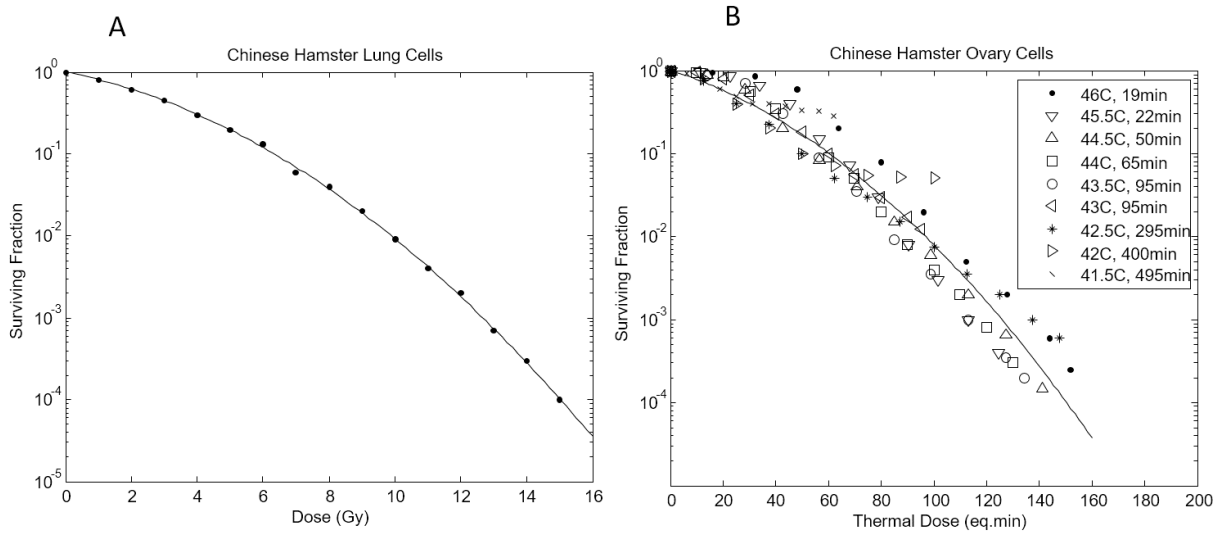 A
Chinese Hamster Lung Cells
10^0
10^-1
10^-2
10^-3
10^-4
10^-5
Surviving Fraction
0 2 4 6 8 10 12 14 16
Dose (Gy)
B
Chinese Hamster Ovary Cells
10^0
10^-1
10^-2
10^-3
10^-4
Surviving Fraction
0 20 40 60 80 100 120 140 160 200
Thermal Dose (eq.min)
46C, 19min
45.5C, 22min
44.5C, 50min
44C, 65min
43.5C, 95min
43C, 95min
42.5C, 295min
42C, 400min
41.5C, 495min